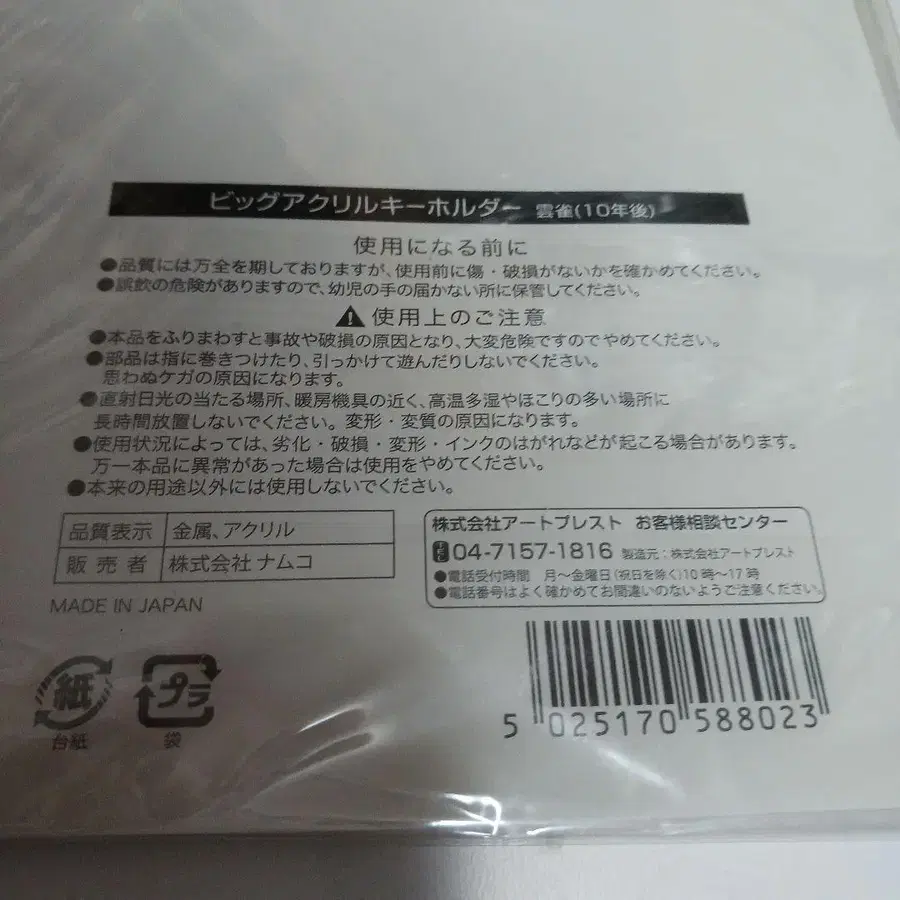 ビッグアクリルキーホルダー 雲雀(10年後)
使用になる前に
●品質には万全を期しておりますが、使用前に傷・破損がないかを確かめてください。
●誤飲の危険がありますので、幼児の手の届かない所に保管してください。
使用上のご注意
●本品をふりまわすと事故や破損の原因となり、大変危険ですのでやめてください。
●部品は指に巻きつけたり、引っかけて遊んだりしないでください。
思わぬケガの原因になります。
●直射日光の当たる場所、暖房機具の近く、高温多湿やほこりの多い場所に
長時間放置しないでください。変形・変質の原因になります。
●使用状況によっては、劣化・破損・変形・インクのはがれなどが起こる場合があります。
万一本品に異常があった場合は使用をやめてください。
●本来の用途以外には使用しないでください。
品質表示 金属、アクリル
販売者 株式会社 ナムコ
MADE IN JAPAN
株式会社アートプレスト お客様相談センター
04-7157-1816 製造元:株式会社アートプレスト
●電話受付時間 月〜金曜日(祝日を除く)10時〜17時
●電話番号はよく確かめてお間違いのないようご注意ください。
紙
台紙
プラ
袋
5 025170 588023